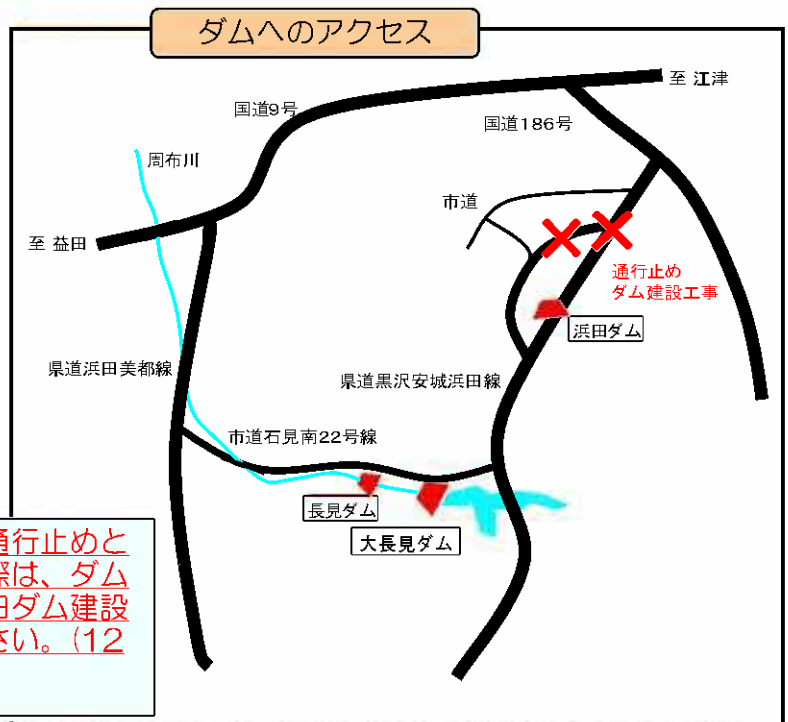 ダムへのアクセス
至 江津
国道9号
国道186号
周布川
市道
至 益田
通行止め
ダム建設工事
浜田ダム
県道浜田美都線
県道黒沢安城浜田線
市道石見南22号線
長見ダム
大長見ダム
通行止めと
際は、ダム
田ダム建設
さい。(12